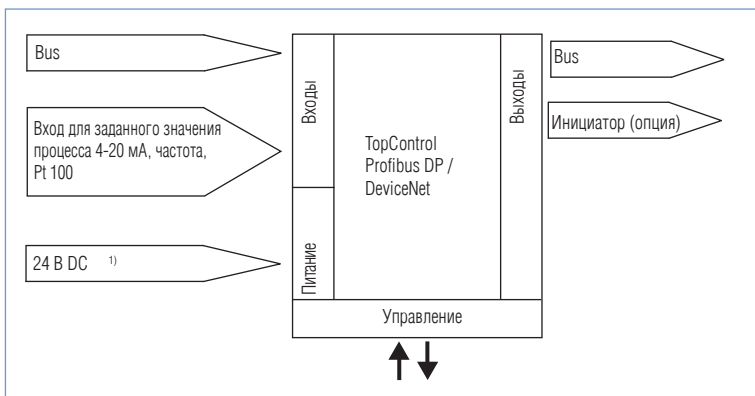 Bus
Вход для заданного значения
процесса 4-20 мА, частота,
Pt 100
24 В DC 1)
Входы
Питание
TopControl
Profibus DP /
DeviceNet
Выходы
Управление
Bus
Инициатор (опция)